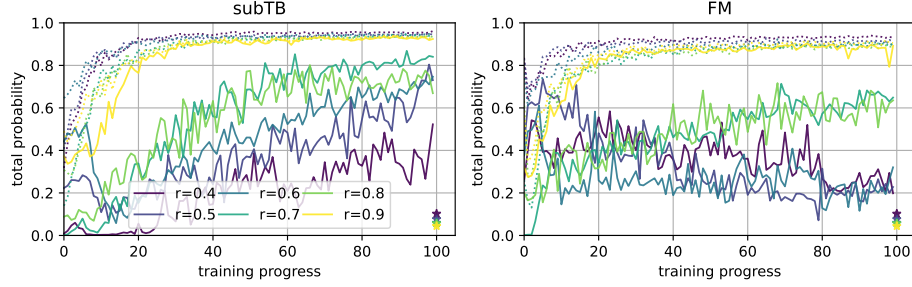 subTB
FM
1.0
0.8
0.6
0.4
0.2
0.0
total probability
0 20 40 60 80 100
training progress
r=0.4 r=0.6 r=0.8
r=0.5 r=0.7 r=0.9
1.0
0.8
0.6
0.4
0.2
0.0
total probability
0 20 40 60 80 100
training progress